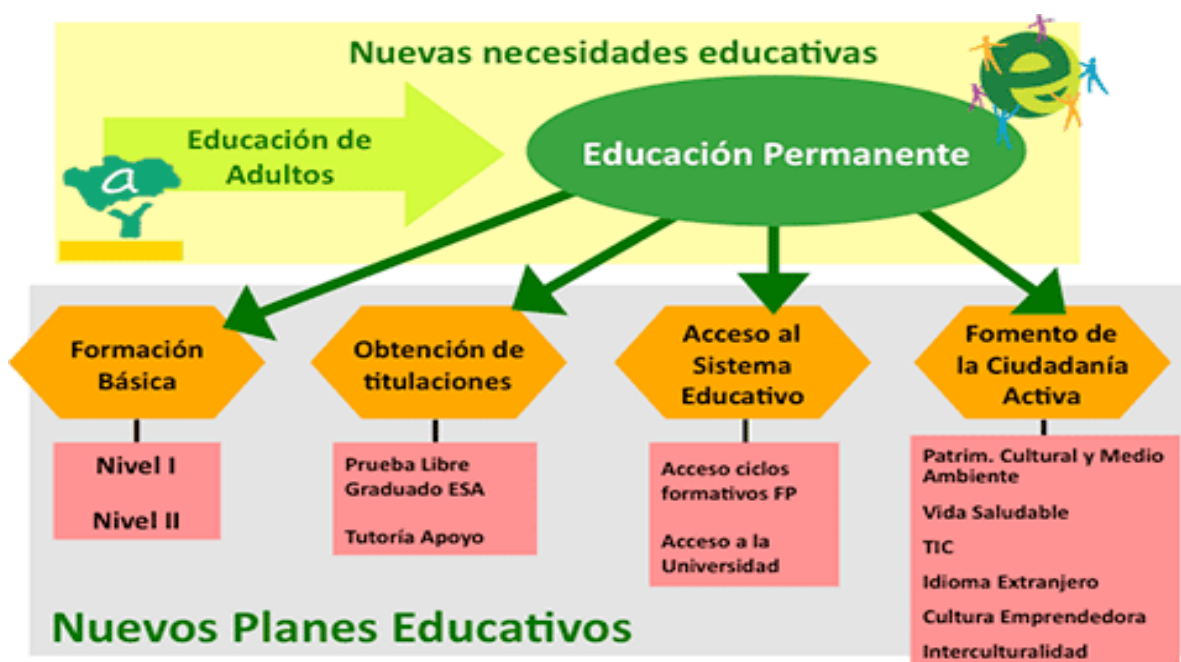 Nuevas necesidades educativas
e
Educación de
Adultos
a
Educación Permanente
Formación
Básica
Nivel I
Nivel II
Obtención de
titulaciones
Prueba Libre
Graduado ESA
Tutoría Apoyo
Acceso al
Sistema
Educativo
Acceso ciclos
formativos FP
Acceso a la
Universidad
Fomento de
la Ciudadanía
Activa
Patrim. Cultural y Medio
Ambiente
Vida Saludable
TIC
Idioma Extranjero
Cultura Emprendedora
Interculturalidad
Nuevos Planes Educativos